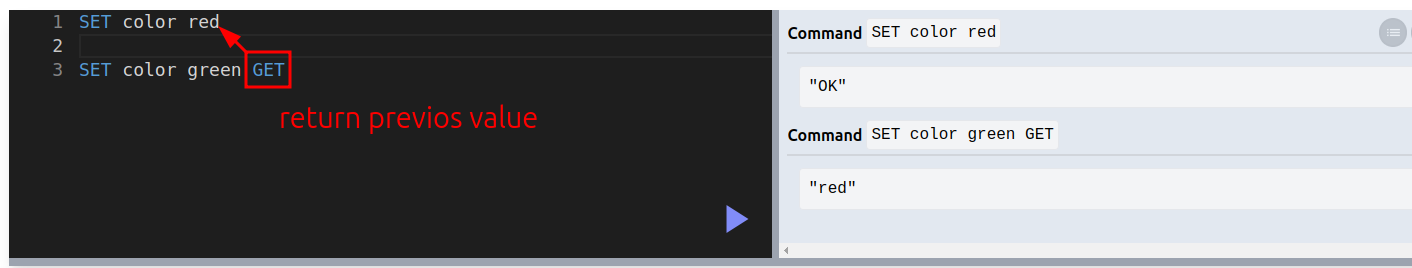 1 SET color red
2
3 SET color green GET
return previos value
Command SET color red
"OK"
Command SET color green GET
"red"